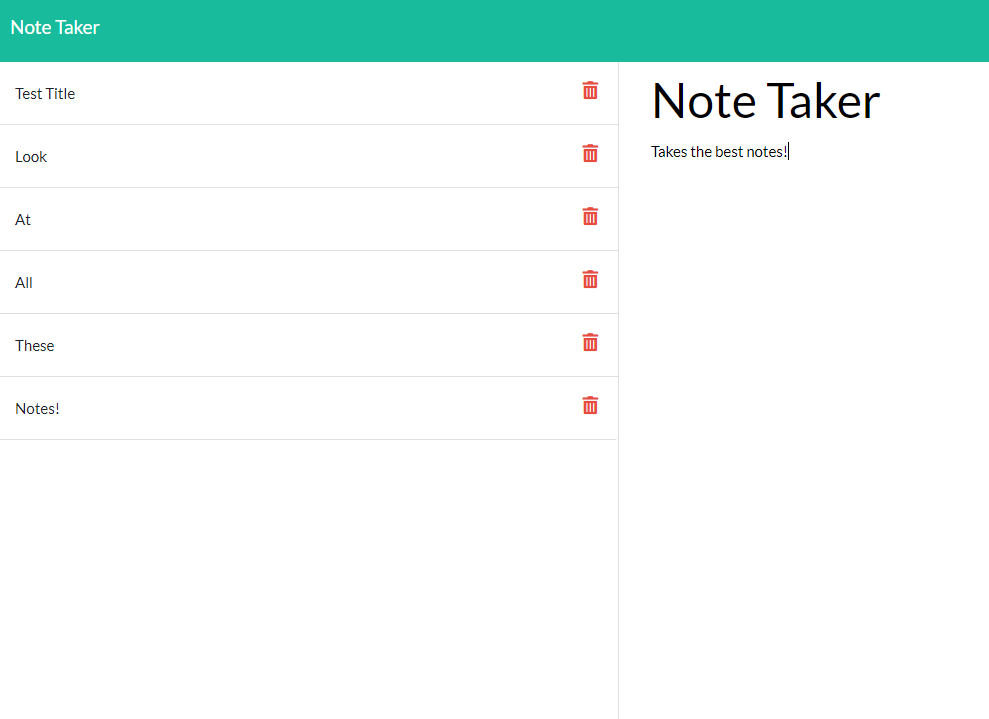 Note Taker
Test Title
Look
At
All
These
Notes!
Note Taker
Takes the best notes!